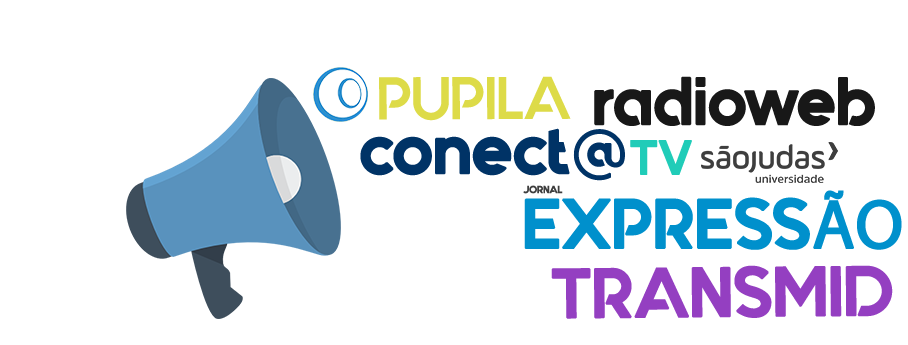 PUPILA radioweb
conect@TV sãojudas
universidade
JORNAL
EXPRESSÃO
TRANSMID